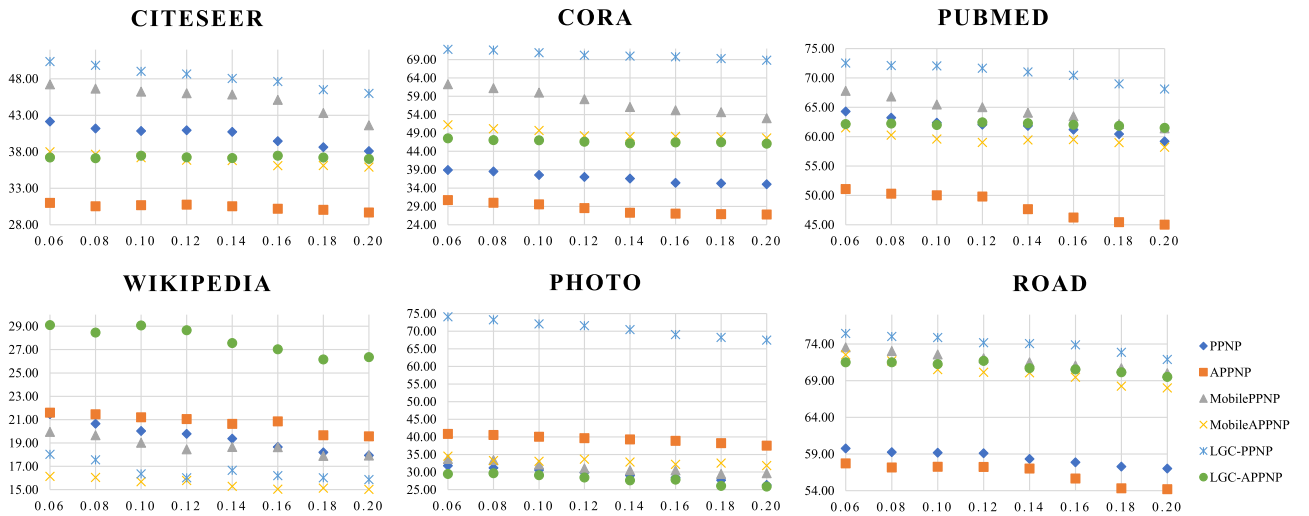 CITESEER
48.00
43.00
38.00
33.00
28.00
0.06 0.08 0.10 0.12 0.14 0.16 0.18 0.20
CORA
69.00
64.00
59.00
54.00
49.00
44.00
39.00
34.00
29.00
24.00
0.06 0.08 0.10 0.12 0.14 0.16 0.18 0.20
PUBMED
75.00
70.00
65.00
60.00
55.00
50.00
45.00
0.06 0.08 0.10 0.12 0.14 0.16 0.18 0.20
WIKIPEDIA
29.00
27.00
25.00
23.00
21.00
19.00
17.00
15.00
0.06 0.08 0.10 0.12 0.14 0.16 0.18 0.20
PHOTO
75.00
70.00
65.00
60.00
55.00
50.00
45.00
40.00
35.00
30.00
25.00
0.06 0.08 0.10 0.12 0.14 0.16 0.18 0.20
ROAD
74.00
69.00
64.00
59.00
54.00
0.06 0.08 0.10 0.12 0.14 0.16 0.18 0.20
PPNP
APPNP
MobilePPNP
MobileAPPNP
LGC-PPNP
LGC-APPNP